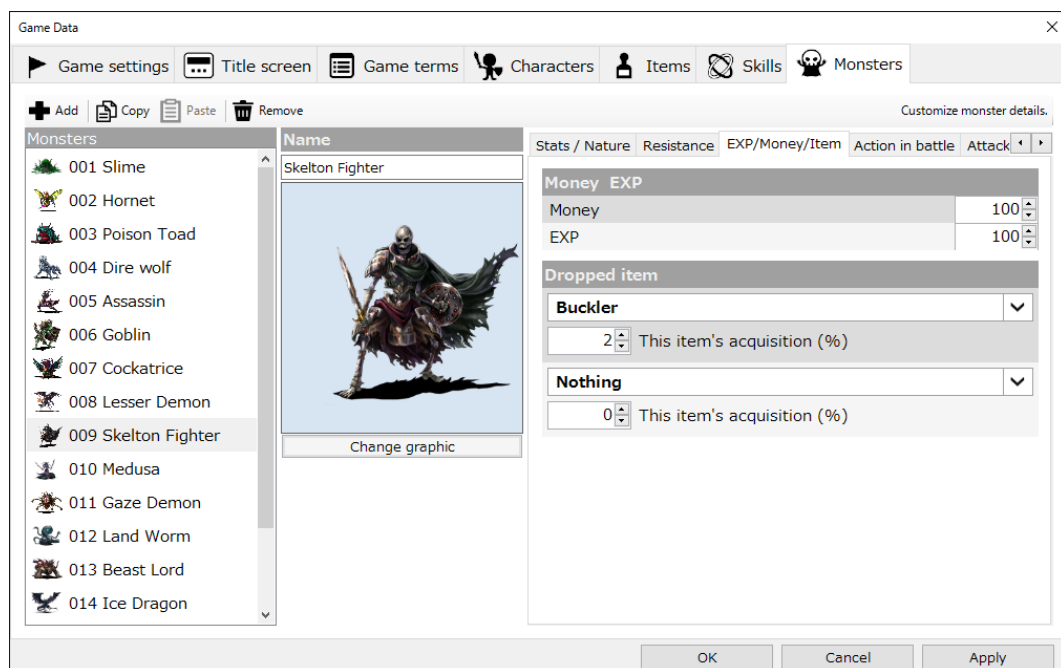 Game Data
Game settings Title screen Game terms Characters Items Skills Monsters
Add Copy Paste Remove Customize monster details.
Monsters
001 Slime
002 Hornet
003 Poison Toad
004 Dire wolf
005 Assassin
006 Goblin
007 Cockatrice
008 Lesser Demon
009 Skelton Fighter
010 Medusa
011 Gaze Demon
012 Land Worm
013 Beast Lord
014 Ice Dragon
Name
Skelton Fighter
Change graphic
Stats / Nature Resistance EXP/Money/Item Action in battle Attack
Money EXP
Money 100
EXP 100
Dropped item
Buckler
2 This item's acquisition (%)
Nothing
0 This item's acquisition (%)
OK Cancel Apply